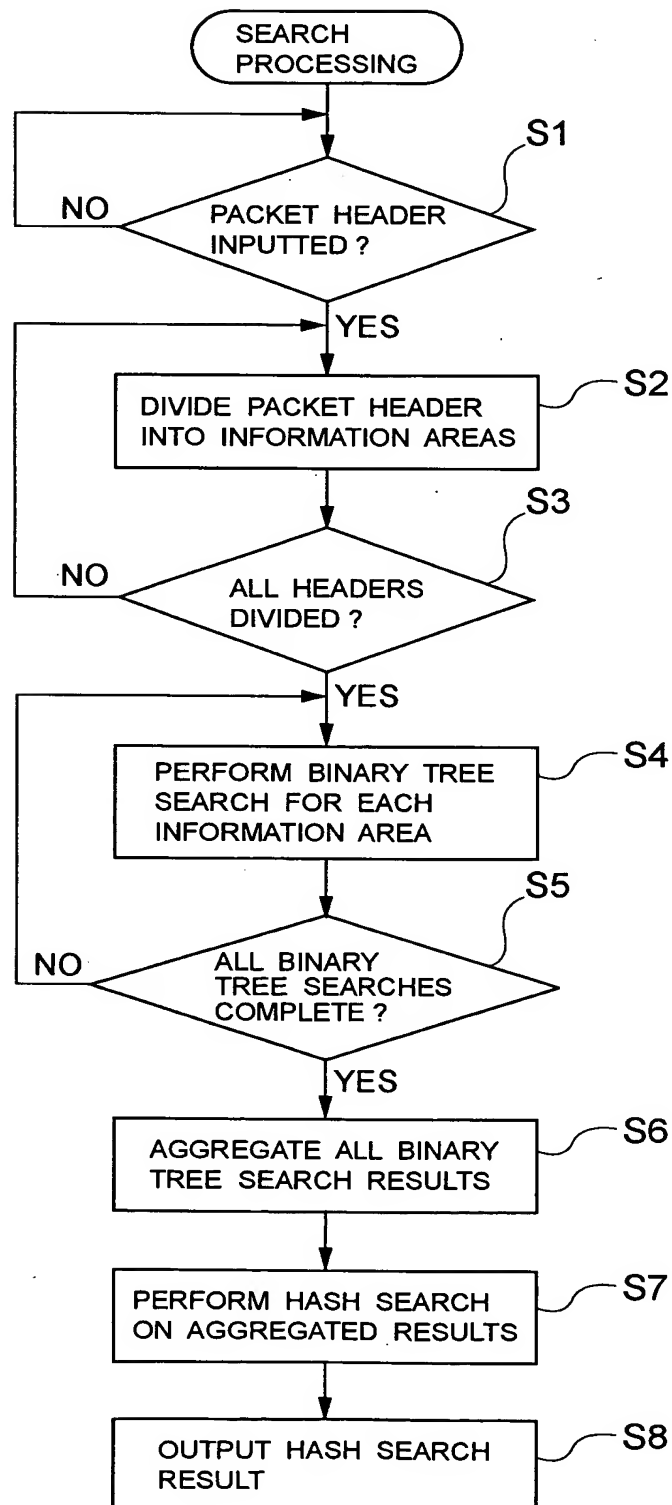 SEARCH
PROCESSING
S1
NO
PACKET HEADER
INPUTTED ?
YES
S2
DIVIDE PACKET HEADER
INTO INFORMATION AREAS
S3
NO
ALL HEADERS
DIVIDED ?
YES
S4
PERFORM BINARY TREE
SEARCH FOR EACH
INFORMATION AREA
S5
NO
ALL BINARY
TREE SEARCHES
COMPLETE ?
YES
S6
AGGREGATE ALL BINARY
TREE SEARCH RESULTS
S7
PERFORM HASH SEARCH
ON AGGREGATED RESULTS
S8
OUTPUT HASH SEARCH
RESULT